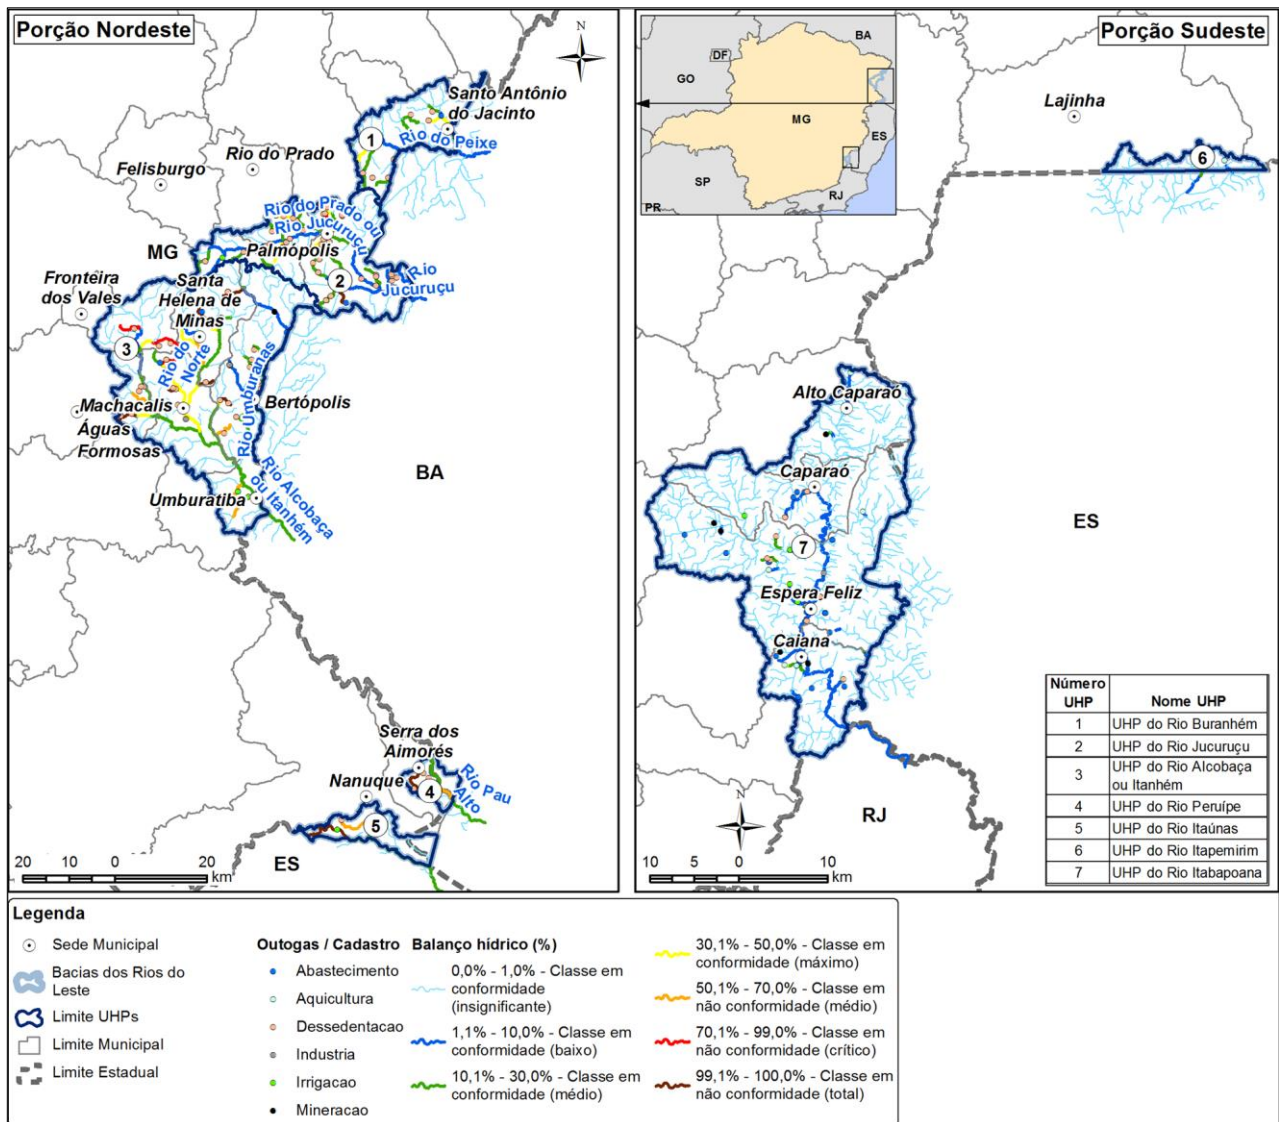 Porção Nordeste
N
Santo Antônio
do Jacinto
1
Rio do Peixe
Rio do Prado
Felisburgo
Rio do Prado ou
Rio Jucuruçu
MG
Palmópolis
Rio
Jucuruçu
2
Fronteira
dos Vales
Santa
Helena de
Minas
3
Rio do
Norte
Rio Umburanas
Machacalis
Bertópolis
Águas
Formosas
Rio Alcobaça
ou Itanhém
Umburatiba
BA
Serra dos
Aimorés
Nanuque
4
Rio Pau
Alto
5
ES
20 10 0 20
km
Porção Sudeste
BA
DF
GO
MG
ES
SP
RJ
PR
Lajinha
6
Alto Caparaó
Caparaó
7
ES
Espera Feliz
Caiana
N
RJ
10 5 0 10
km
Número
UHP
Nome UHP
1 UHP do Rio Buranhém
2 UHP do Rio Jucuruçu
3 UHP do Rio Alcobaça
ou Itanhém
4 UHP do Rio Peruípe
5 UHP do Rio Itaúnas
6 UHP do Rio Itapemirim
7 UHP do Rio Itabapoana
Legenda
Sede Municipal
Bacias dos Rios do
Leste
Limite UHPs
Limite Municipal
Limite Estadual
Outogas / Cadastro
Abastecimento
Aquicultura
Dessedentacao
Industria
Irrigacao
Mineracao
Balanço hídrico (%)
0,0% - 1,0% - Classe em
conformidade
(insignificante)
1,1% - 10,0% - Classe em
conformidade (baixo)
10,1% - 30,0% - Classe em
conformidade (médio)
30,1% - 50,0% - Classe em
conformidade (máximo)
50,1% - 70,0% - Classe em
não conformidade (médio)
70,1% - 99,0% - Classe em
não conformidade (crítico)
99,1% - 100,0% - Classe em
não conformidade (total)